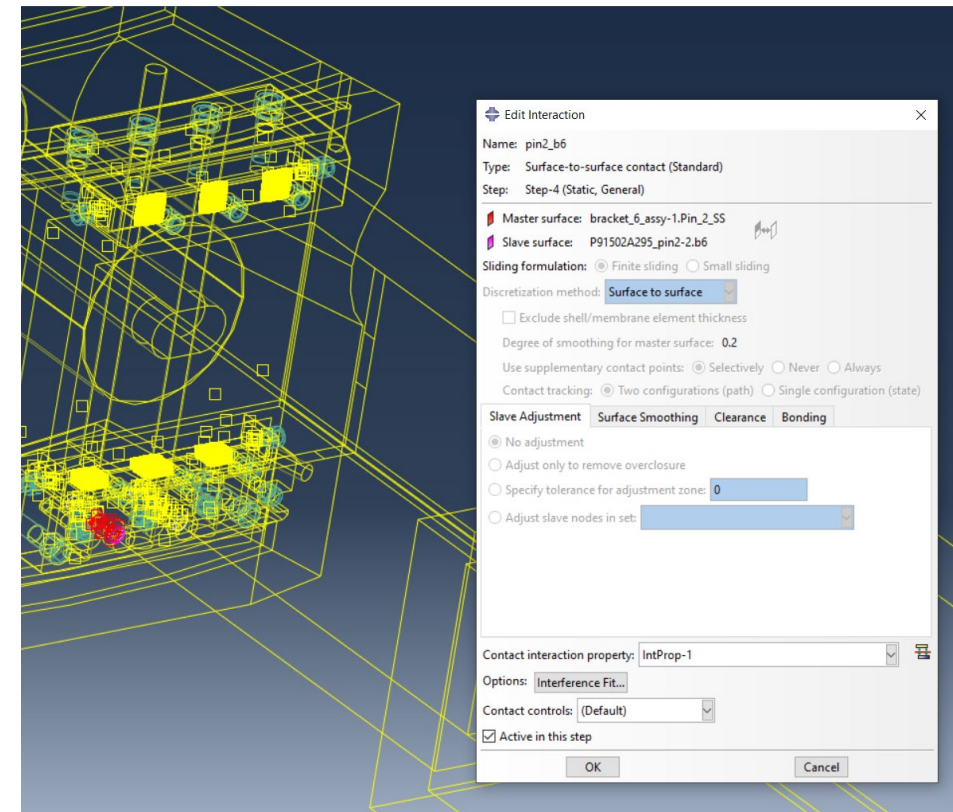 Edit Interaction
Name: pin2_b6
Type: Surface-to-surface contact (Standard)
Step: Step-4 (Static, General)
Master surface: bracket_6_assy-1.Pin_2_SS
Slave surface: P91502A295_pin2-2.b6
Sliding formulation: Finite sliding Small sliding
Discretization method: Surface to surface
Exclude shell/membrane element thickness
Degree of smoothing for master surface: 0.2
Use supplementary contact points: Selectively Never Always
Contact tracking: Two configurations (path) Single configuration (state)
Slave Adjustment Surface Smoothing Clearance Bonding
No adjustment
Adjust only to remove overclosure
Specify tolerance for adjustment zone: 0
Adjust slave nodes in set:
Contact interaction property: IntProp-1
Options: Interference Fit...
Contact controls: (Default)
Active in this step
OK Cancel